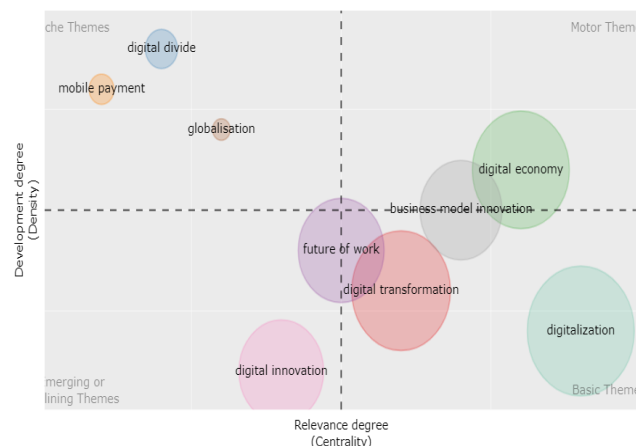 che Themes
Motor Theme
digital divide
mobile payment
globalisation
digital economy
business model innovation
future of work
digital transformation
digitalization
digital innovation
merging or
lining Themes
Basic Theme
Development degree
(Density)
Relevance degree
(Centrality)